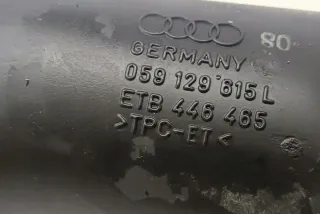 80
GERMANY
059 129 615 L
ETB 446 465
>TPC-ET<